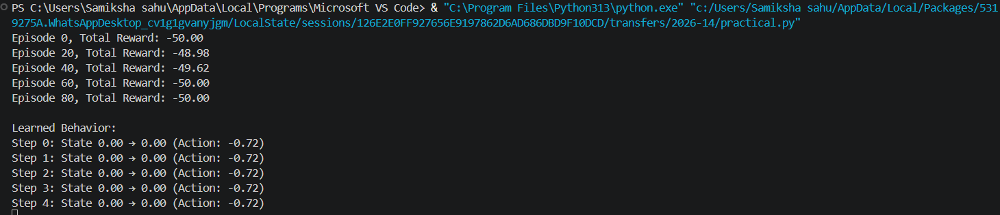 PS C:\Users\Samiksha sahu\AppData\Local\Programs\Microsoft VS Code> & "C:\Program Files\Python313\python.exe" "c:/Users/Samiksha sahu/AppData/Local/Packages/531
9275A.WhatsAppDesktop_cv1g1gvanyjgm/LocalState/sessions/126E2E0FF927656E9197862D6AD686DBD9F10DCD/transfers/2026-14/practical.py"
Episode 0, Total Reward: -50.00
Episode 20, Total Reward: -48.98
Episode 40, Total Reward: -49.62
Episode 60, Total Reward: -50.00
Episode 80, Total Reward: -50.00
Learned Behavior:
Step 0: State 0.00 → 0.00 (Action: -0.72)
Step 1: State 0.00 → 0.00 (Action: -0.72)
Step 2: State 0.00 → 0.00 (Action: -0.72)
Step 3: State 0.00 → 0.00 (Action: -0.72)
Step 4: State 0.00 → 0.00 (Action: -0.72)